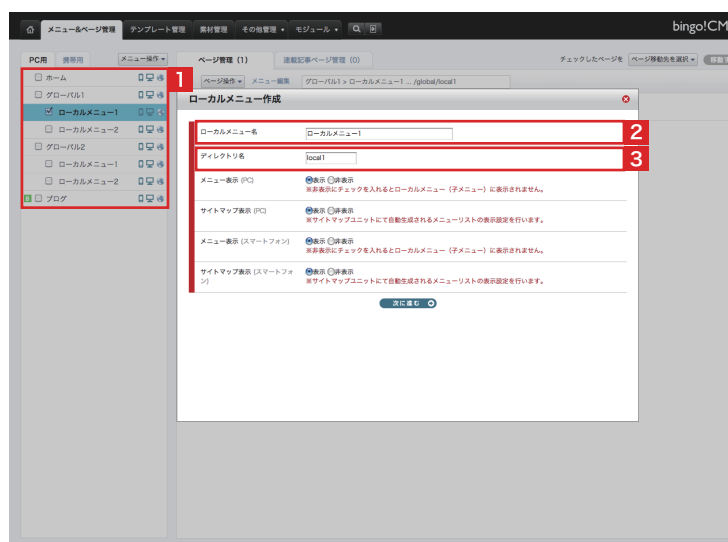 メニュー&ページ管理 テンプレート管理 素材管理 その他管理 モジュール bingo!CM
PC用 携帯用 メニュー操作
ページ管理 (1) 連載記事ページ管理 (0) チェックしたページを ページ移動先を選択
ホーム
グローバル1
ローカルメニュー1
ローカルメニュー2
グローバル2
ローカルメニュー1
ローカルメニュー2
ブログ
1
ページ操作 メニュー編集 グローバル1 > ローカルメニュー1 ... /global/local1
ローカルメニュー作成
ローカルメニュー名 ローカルメニュー1 2
ディレクトリ名 local1 3
メニュー表示 (PC) 表示 非表示
※非表示にチェックを入れるとローカルメニュー（子メニュー）に表示されません。
サイトマップ表示 (PC) 表示 非表示
※サイトマップユニットにて自動生成されるメニューリストの表示設定を行います。
メニュー表示 (スマートフォン) 表示 非表示
※非表示にチェックを入れるとローカルメニュー（子メニュー）に表示されません。
サイトマップ表示 (スマートフォ 表示 非表示
ン) ※サイトマップユニットにて自動生成されるメニューリストの表示設定を行います。
次に進む